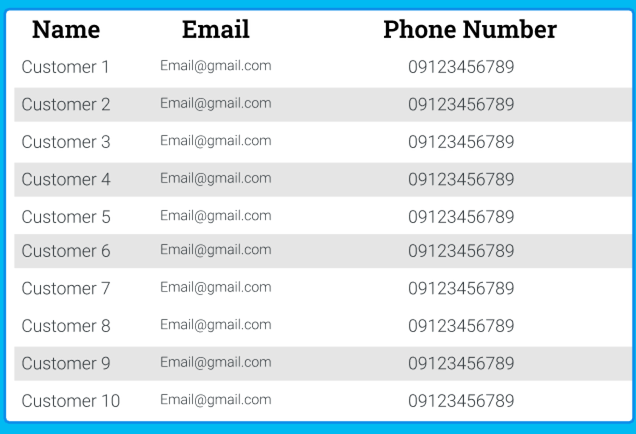 Name Email Phone Number
Customer 1 Email@gmail.com 09123456789
Customer 2 Email@gmail.com 09123456789
Customer 3 Email@gmail.com 09123456789
Customer 4 Email@gmail.com 09123456789
Customer 5 Email@gmail.com 09123456789
Customer 6 Email@gmail.com 09123456789
Customer 7 Email@gmail.com 09123456789
Customer 8 Email@gmail.com 09123456789
Customer 9 Email@gmail.com 09123456789
Customer 10 Email@gmail.com 09123456789